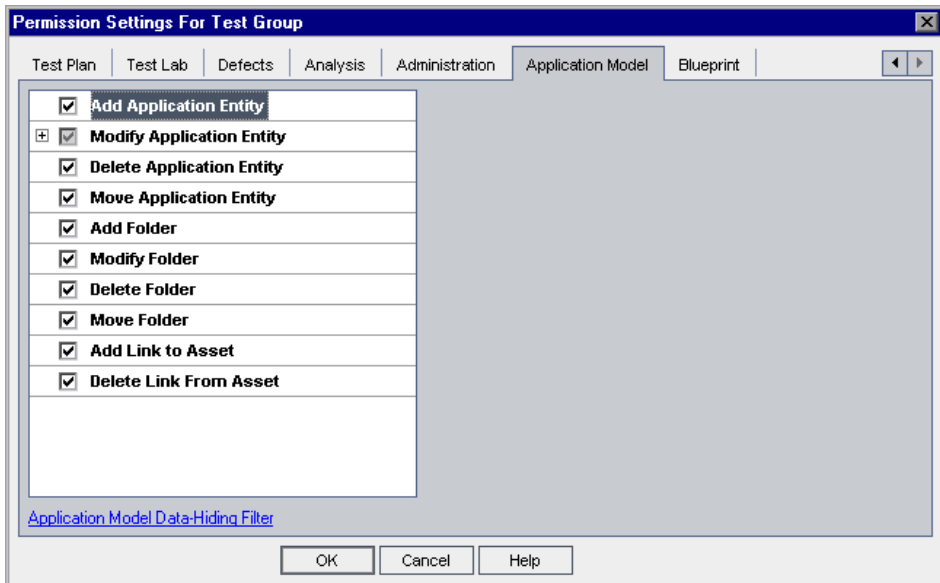 Permission Settings For Test Group
Test Plan Test Lab Defects Analysis Administration Application Model Blueprint
Add Application Entity
Modify Application Entity
Delete Application Entity
Move Application Entity
Add Folder
Modify Folder
Delete Folder
Move Folder
Add Link to Asset
Delete Link From Asset
Application Model Data-Hiding Filter
OK Cancel Help